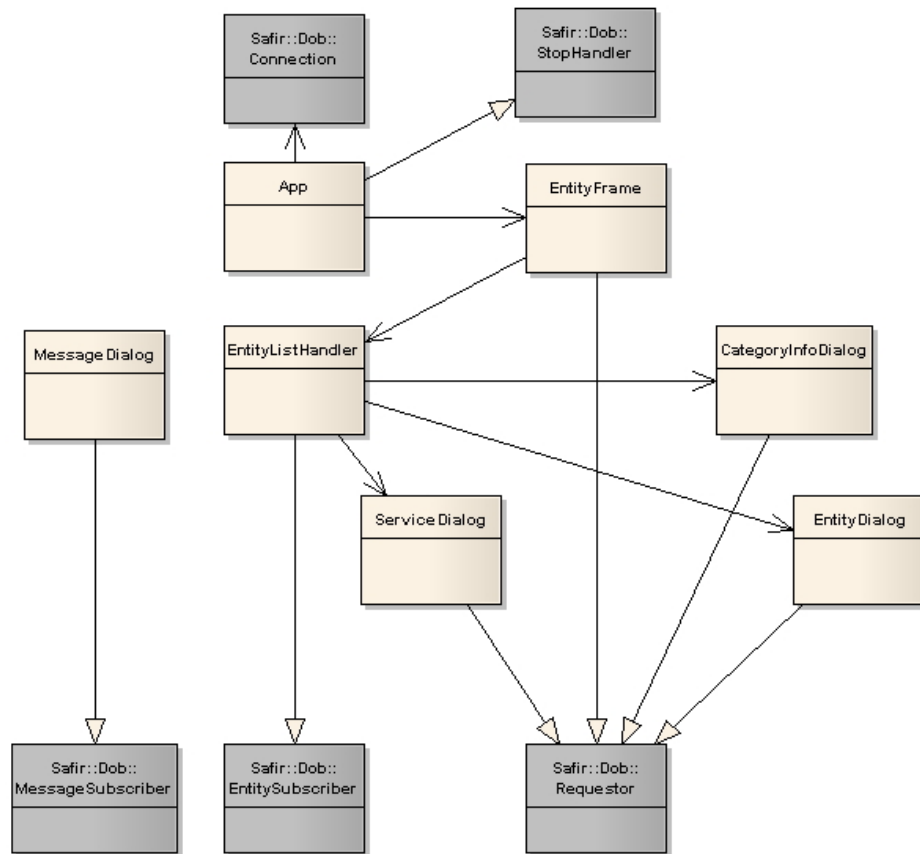 Safir::Dob::
Connection
Safir::Dob::
StopHandler
App
EntityFrame
MessageDialog
EntityListHandler
CategoryInfoDialog
ServiceDialog
EntityDialog
Safir::Dob::
MessageSubscriber
Safir::Dob::
EntitySubscriber
Safir::Dob::
Requestor